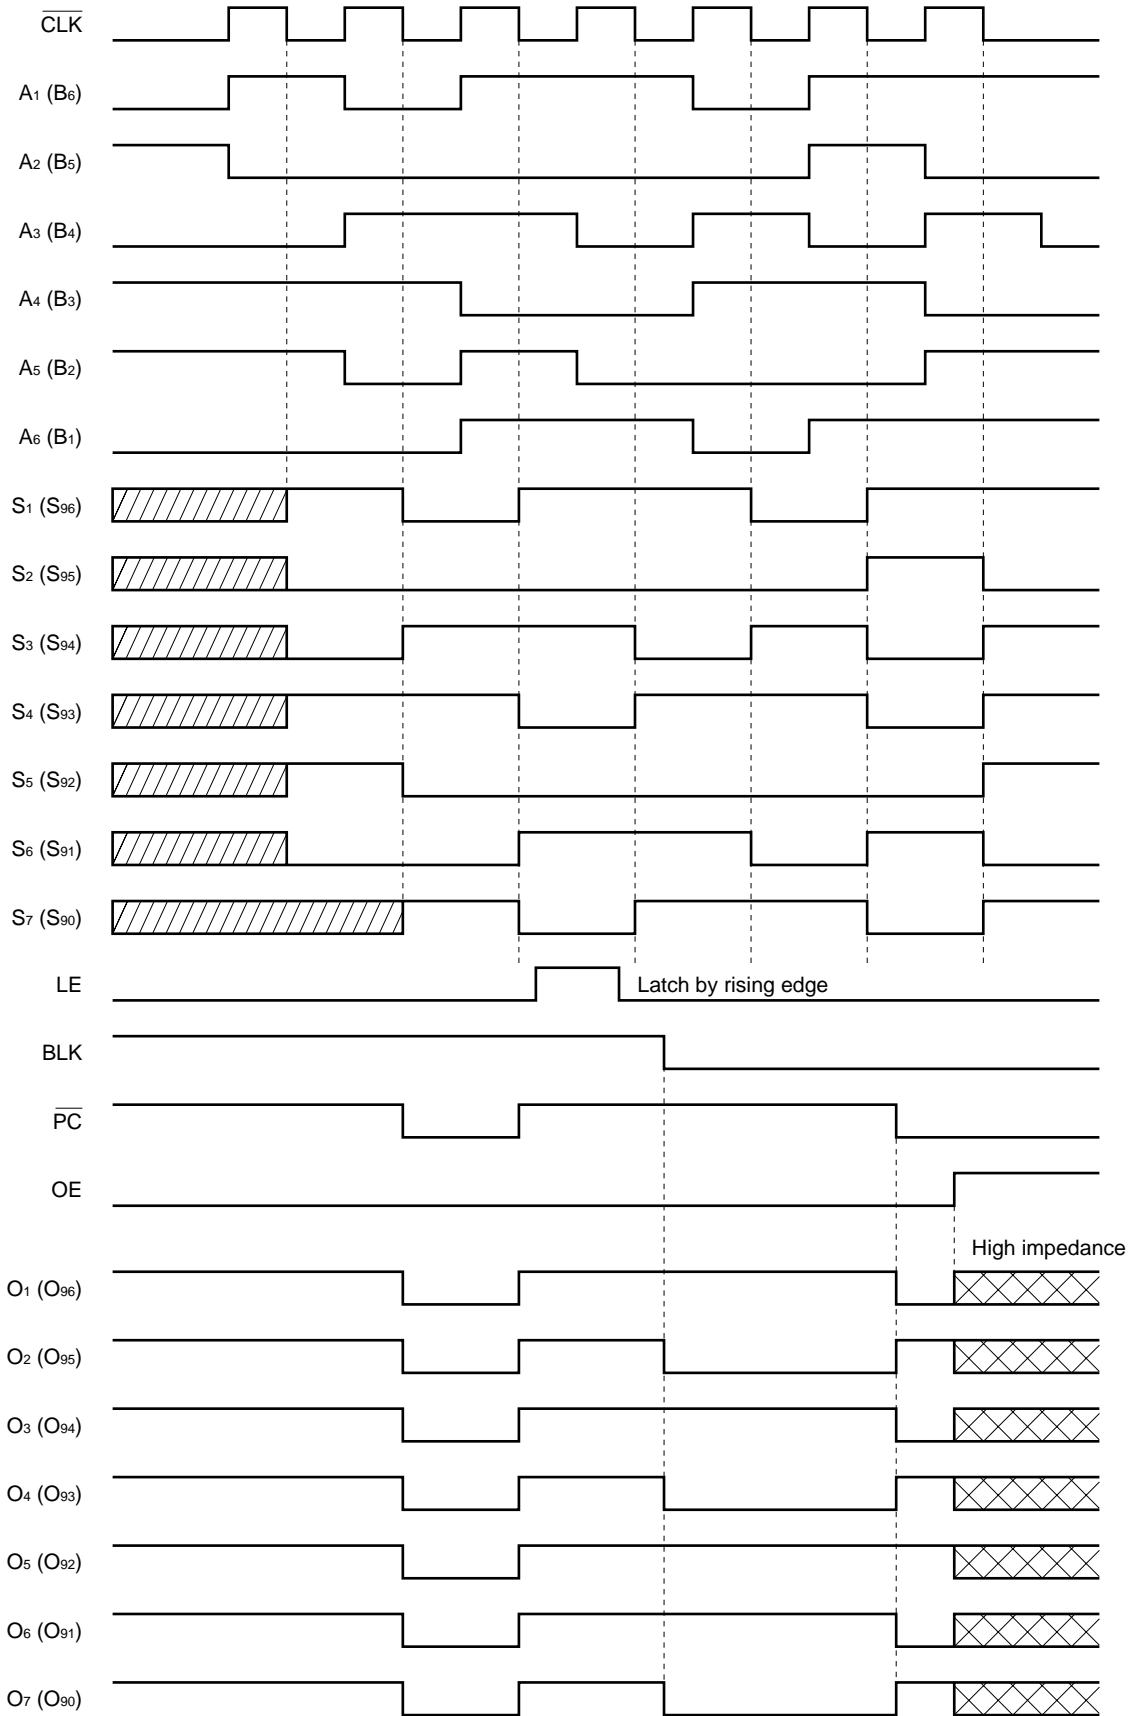 C̅L̅K̅
A₁ (B₆)
A₂ (B₅)
A₃ (B₄)
A₄ (B₃)
A₅ (B₂)
A₆ (B₁)
S₁ (S₉₆)
S₂ (S₉₅)
S₃ (S₉₄)
S₄ (S₉₃)
S₅ (S₉₂)
S₆ (S₉₁)
S₇ (S₉₀)
LE
Latch by rising edge
BLK
P̅C̅
OE
High impedance
O₁ (O₉₆)
O₂ (O₉₅)
O₃ (O₉₄)
O₄ (O₉₃)
O₅ (O₉₂)
O₆ (O₉₁)
O₇ (O₉₀)